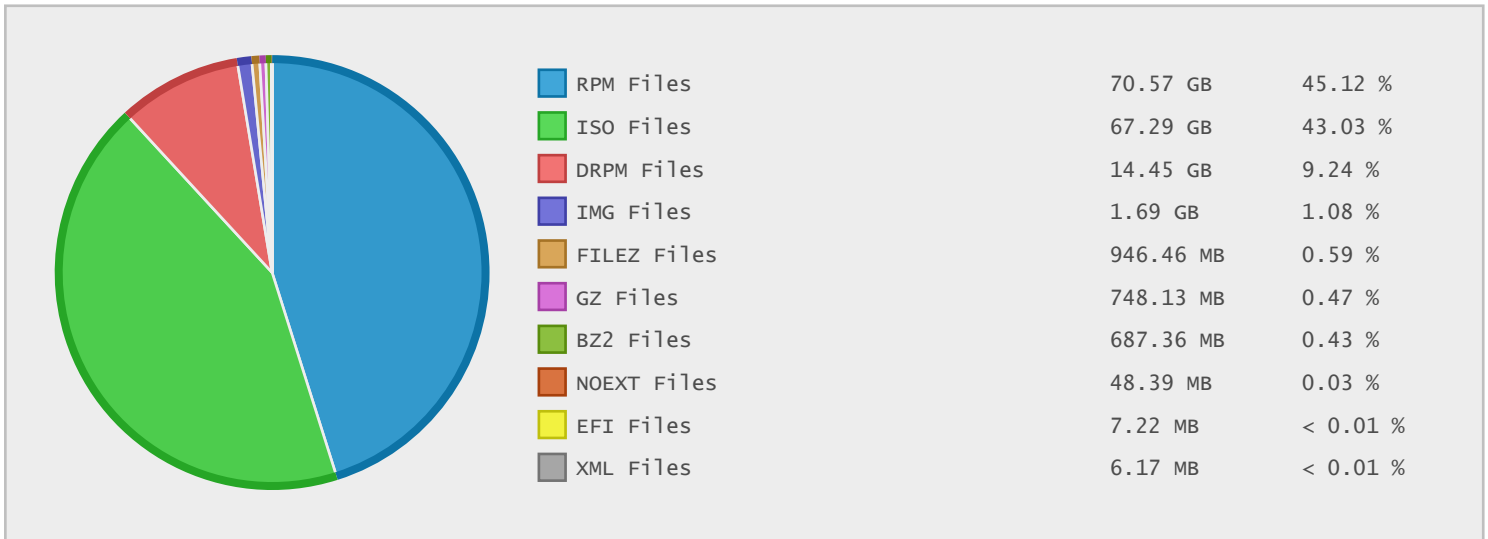 RPM Files 70.57 GB 45.12 %
ISO Files 67.29 GB 43.03 %
DRPM Files 14.45 GB 9.24 %
IMG Files 1.69 GB 1.08 %
FILEZ Files 946.46 MB 0.59 %
GZ Files 748.13 MB 0.47 %
BZ2 Files 687.36 MB 0.43 %
NOEXT Files 48.39 MB 0.03 %
EFI Files 7.22 MB < 0.01 %
XML Files 6.17 MB < 0.01 %